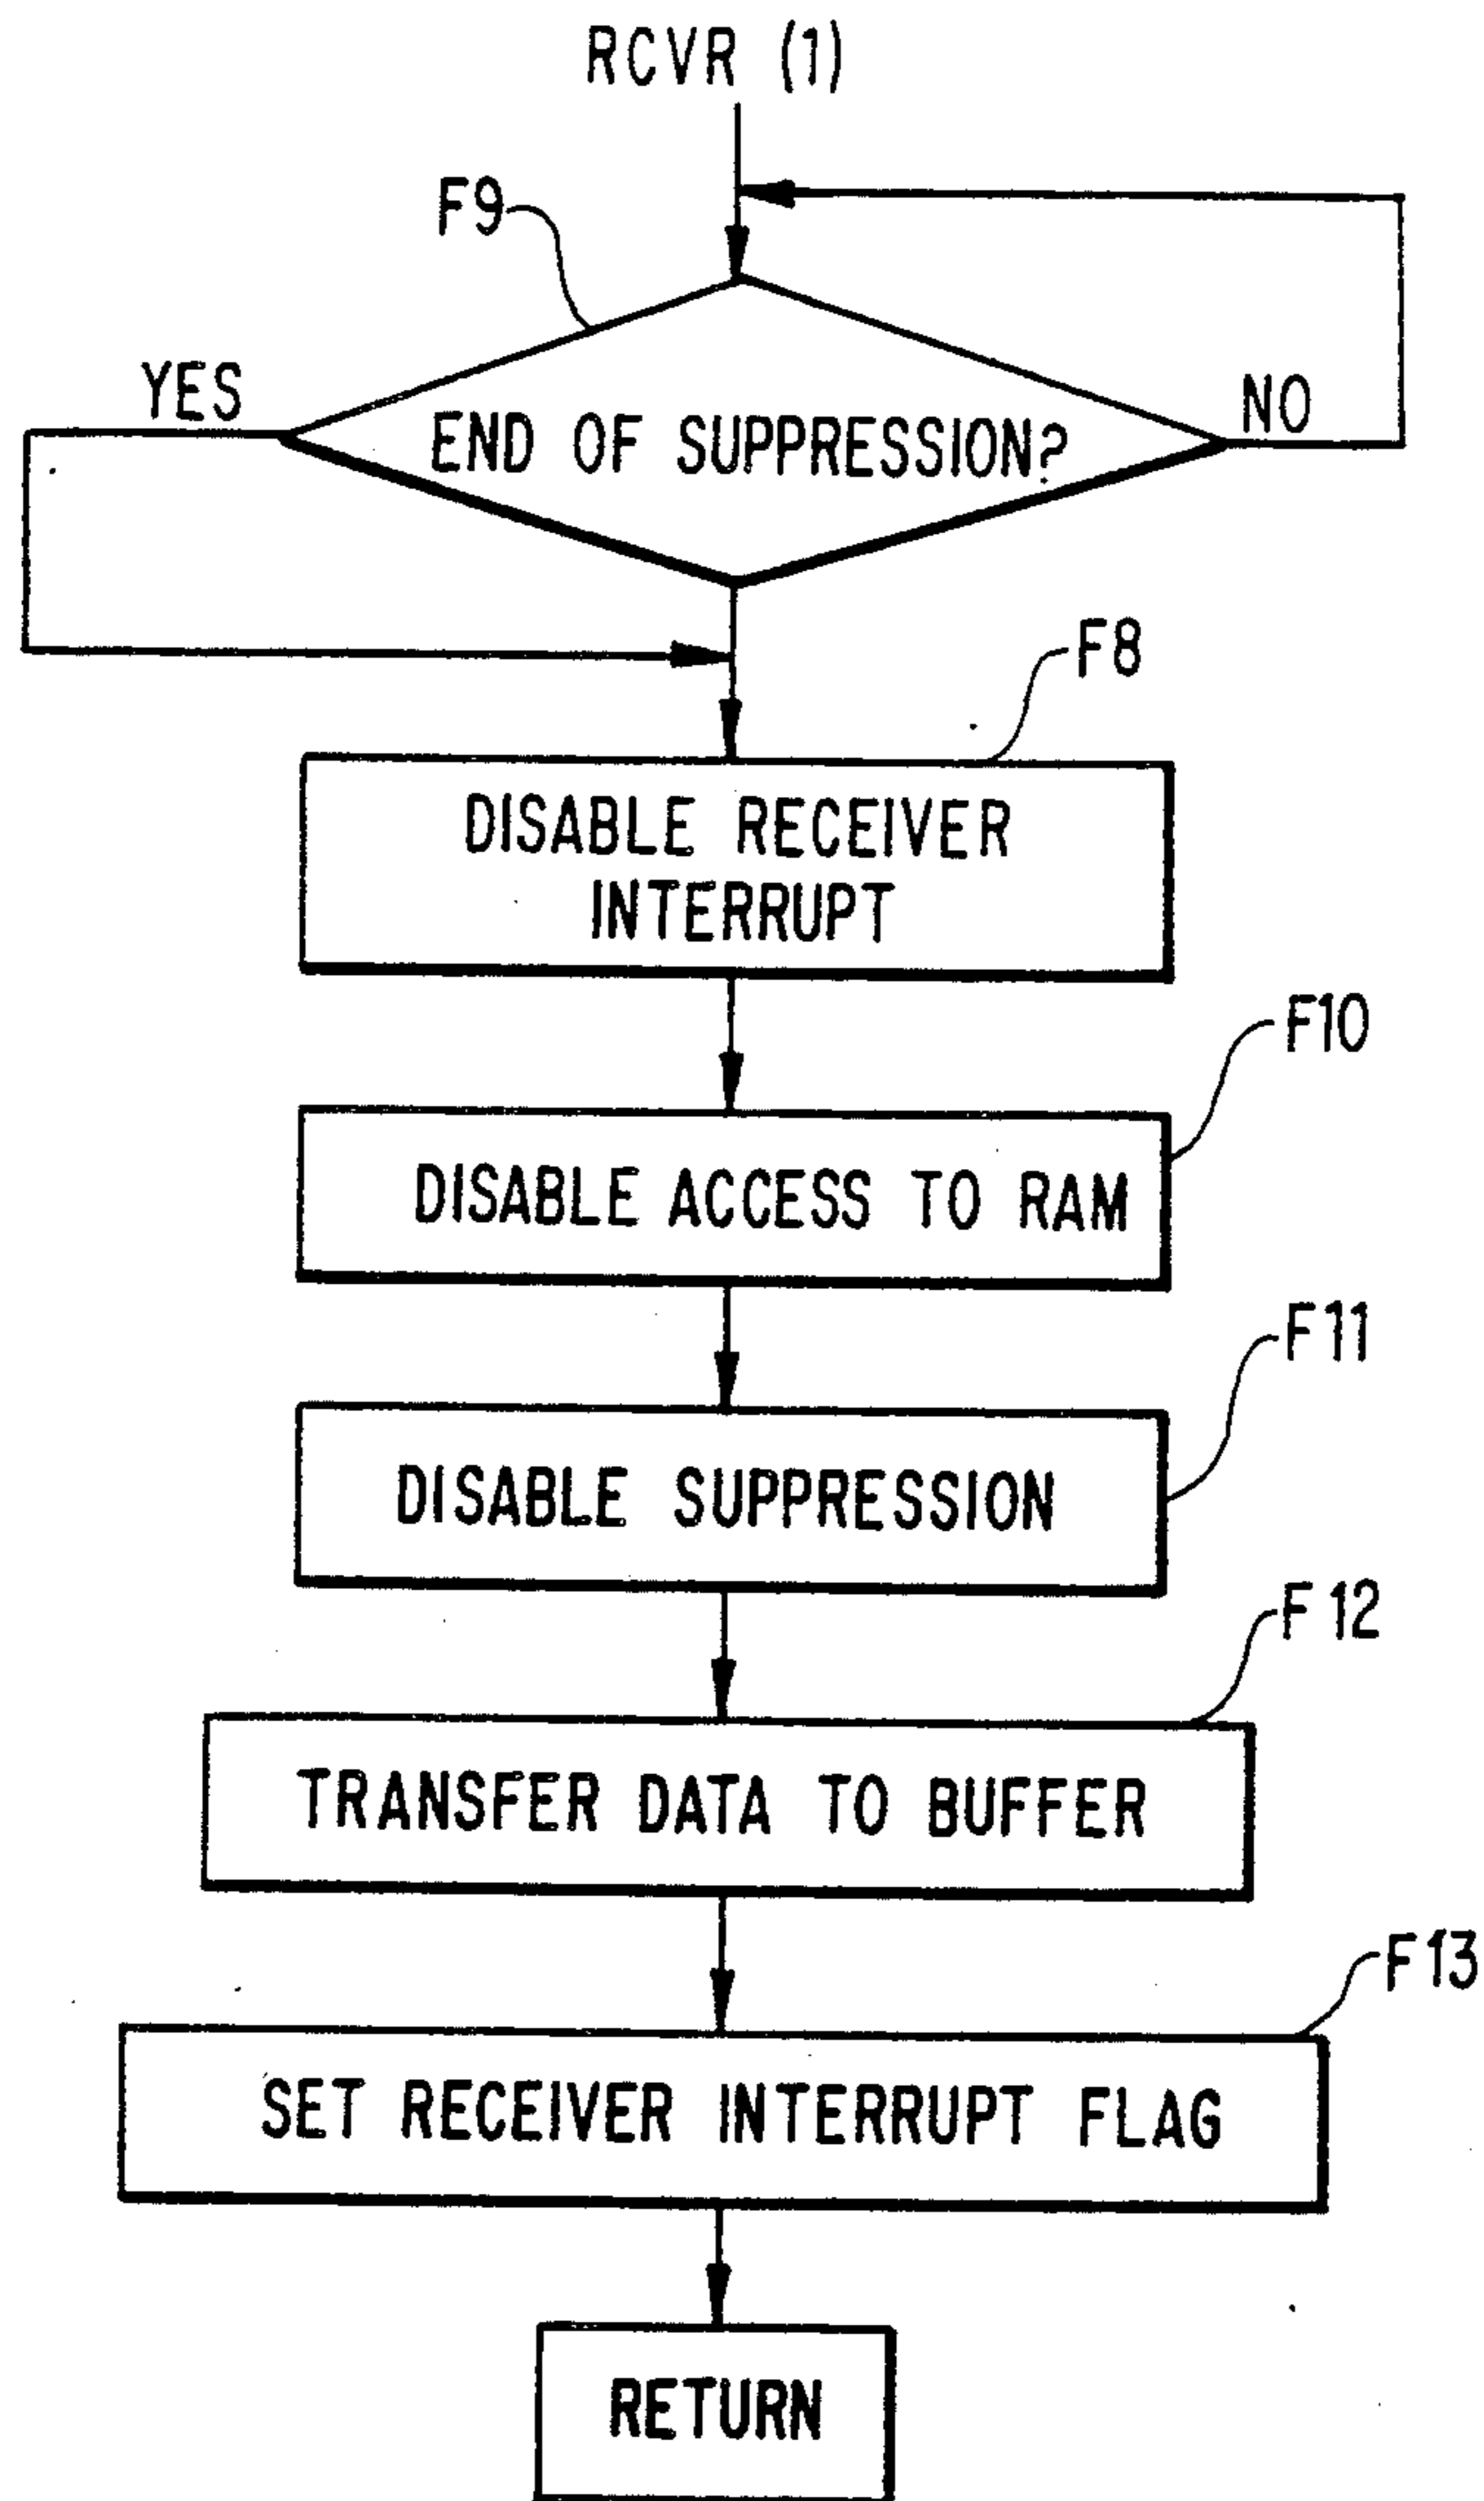 RCVR (1)
F9
YES
NO
END OF SUPPRESSION?
F8
DISABLE RECEIVER
INTERRUPT
F10
DISABLE ACCESS TO RAM
F11
DISABLE SUPPRESSION
F12
TRANSFER DATA TO BUFFER
F13
SET RECEIVER INTERRUPT FLAG
RETURN